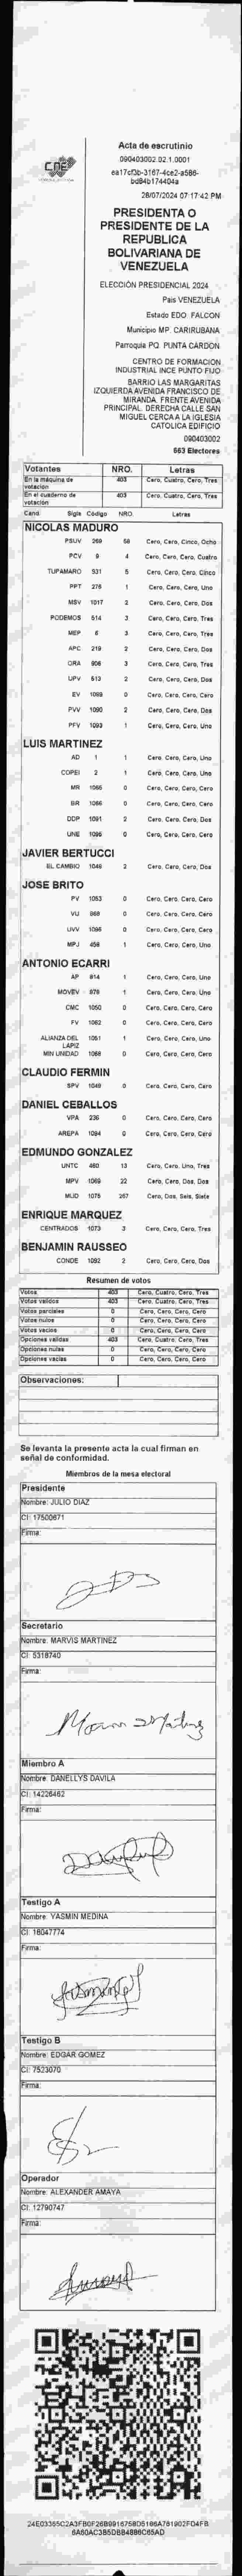 CNE
Acta de escrutinio
090403002.02.1.0001
28/07/2024 07:17:42 PM
PRESIDENTA O
PRESIDENTE DE LA
REPUBLICA
BOLIVARIANA DE
VENEZUELA
ELECCIÓN PRESIDENCIAL 2024
Pais VENEZUELA
Estado EDO. FALCON
Municipio MP. CARIRUBANA
Parroquia PQ. PUNTA CARDON
CENTRO DE FORMACION
INDUSTRIAL INCE PUNTO FIJO
BARRIO LAS MARGARITAS
IZQUIERDA AVENIDA FRANCISCO DE
MIRANDA. FRENTE AVENIDA
PRINCIPAL. DERECHA CALLE SAN
MIGUEL CERCA A LA IGLESIA
CATOLICA EDIFICIO
090403002
663 Electores
Votantes NRO. Letras
En la máquina de votación 403 Cero, Cuatro, Cero, Tres
En el cuaderno de votación 403 Cero, Cuatro, Cero, Tres
Cand. Sigla Código NRO. Letras
NICOLAS MADURO
PSUV 269 58 Cero, Cero, Cinco, Ocho
PCV 9 4 Cero, Cero, Cero, Cuatro
TUPAMARO 531 5 Cero, Cero, Cero, Cinco
PPT 276 1 Cero, Cero, Cero, Uno
MSV 1017 2 Cero, Cero, Cero, Dos
PODEMOS 514 3 Cero, Cero, Cero, Tres
MEP 6 3 Cero, Cero, Cero, Tres
APC 219 2 Cero, Cero, Cero, Dos
ORA 906 3 Cero, Cero, Cero, Tres
UPV 613 2 Cero, Cero, Cero, Dos
EV 1089 0 Cero, Cero, Cero, Cero
PVV 1090 2 Cero, Cero, Cero, Dos
PFV 1093 1 Cero, Cero, Cero, Uno
LUIS MARTINEZ
AD 1 1 Cero, Cero, Cero, Uno
COPEI 2 1 Cero, Cero, Cero, Uno
MR 1065 0 Cero, Cero, Cero, Cero
BR 1066 0 Cero, Cero, Cero, Cero
DDP 1091 2 Cero, Cero, Cero, Dos
UNE 1095 0 Cero, Cero, Cero, Cero
JAVIER BERTUCCI
EL CAMBIO 1048 2 Cero, Cero, Cero, Dos
JOSE BRITO
PV 1053 0 Cero, Cero, Cero, Cero
VU 968 0 Cero, Cero, Cero, Cero
UVV 1096 0 Cero, Cero, Cero, Cero
MPJ 458 1 Cero, Cero, Cero, Uno
ANTONIO ECARRI
AP 914 1 Cero, Cero, Cero, Uno
MOVEV 978 1 Cero, Cero, Cero, Uno
CMC 1050 0 Cero, Cero, Cero, Cero
FV 1062 0 Cero, Cero, Cero, Cero
ALIANZA DEL LAPIZ 1051 1 Cero, Cero, Cero, Uno
MIN UNIDAD 1068 0 Cero, Cero, Cero, Cero
CLAUDIO FERMIN
SPV 1049 0 Cero, Cero, Cero, Cero
DANIEL CEBALLOS
VPA 236 0 Cero, Cero, Cero, Cero
AREPA 1094 0 Cero, Cero, Cero, Cero
EDMUNDO GONZALEZ
UNTC 460 13 Cero, Cero, Uno, Tres
MPV 1069 22 Cero, Cero, Dos, Dos
MUD 1075 267 Cero, Dos, Seis, Siete
ENRIQUE MARQUEZ
CENTRADOS 1073 3 Cero, Cero, Cero, Tres
BENJAMIN RAUSSEO
CONDE 1092 2 Cero, Cero, Cero, Dos
Resumen de votos
Votos 403 Cero, Cuatro, Cero, Tres
Votos validos 403 Cero, Cuatro, Cero, Tres
Votos parciales 0 Cero, Cero, Cero, Cero
Votos nulos 0 Cero, Cero, Cero, Cero
Votos vacios 0 Cero, Cero, Cero, Cero
Opciones validas 403 Cero, Cuatro, Cero, Tres
Opciones nulas 0 Cero, Cero, Cero, Cero
Opciones vacias 0 Cero, Cero, Cero, Cero
Observaciones:
Se levanta la presente acta la cual firman en
señal de conformidad.
Miembros de la mesa electoral
Presidente
Nombre: JULIO DIAZ
CI: 17500671
Firma:
Secretario
Nombre: MARVIS MARTINEZ
CI: 5318740
Firma:
Miembro A
Nombre: DANELLYS DAVILA
CI: 14226462
Firma:
Testigo A
Nombre: YASMIN MEDINA
CI: 16047774
Firma:
Testigo B
Nombre: EDGAR GOMEZ
CI: 7523070
Firma:
Operador
Nombre: ALEXANDER AMAYA
CI: 12790747
Firma: